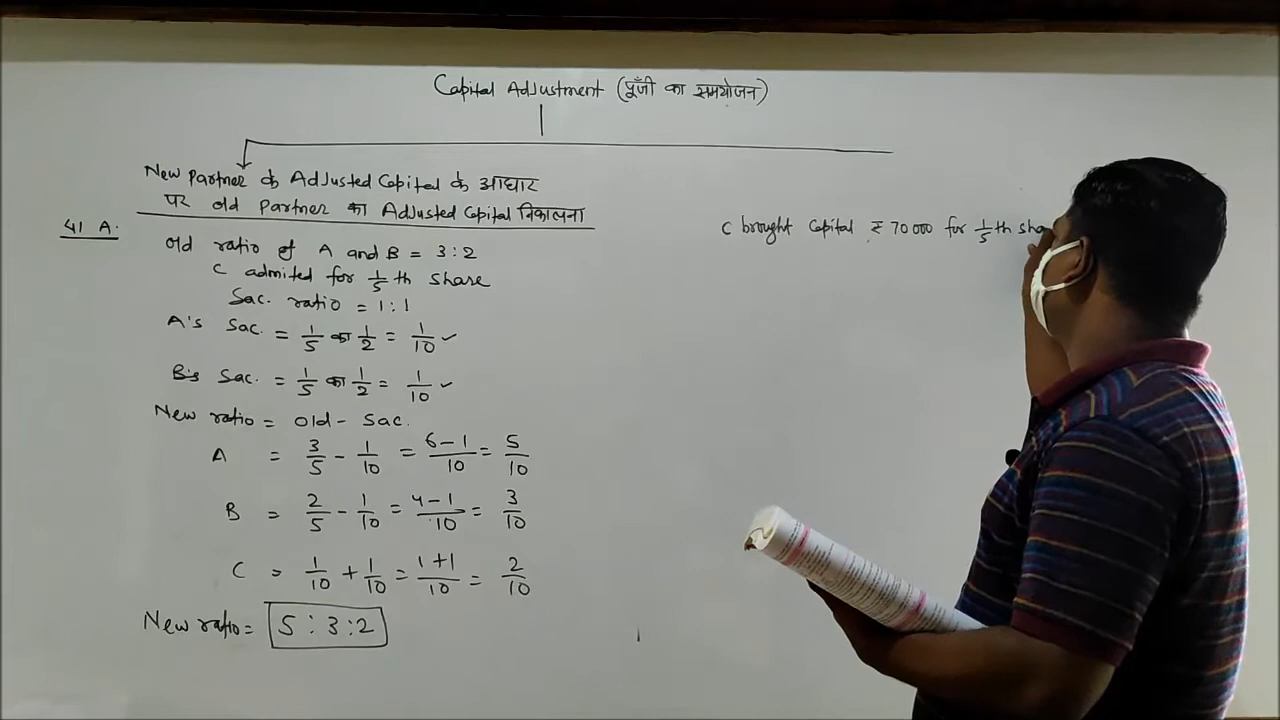 Capital Adjustment (पूँजी का समायोजन)
New Partner के Adjusted Capital के आधार
पर old Partner का Adjusted Capital निकालना
41 A.
old ratio of A and B = 3:2
C admited for 1/5 th share
Sac. ratio = 1:1
A's Sac. = 1/5 का 1/2 = 1/10 ✓
B's Sac. = 1/5 का 1/2 = 1/10 ✓
New ratio = old - Sac.
A = 3/5 - 1/10 = 6-1/10 = 5/10
B = 2/5 - 1/10 = 4-1/10 = 3/10
C = 1/10 + 1/10 = 1+1/10 = 2/10
New ratio = 5:3:2
C brought Capital ₹ 70000 for 1/5 th sha